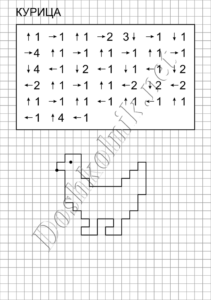 КУРИЦА
↑ 1 → 1 ↑ 1 → 2 3↓ → 1 ↓ 1
→ 4 ↑ 1 → 1 ↑ 1 → 1 ↑ 1 → 1
↓ 4 ← 1 ↓ 2 ← 1 ↓ 1 ← 1 ↓ 2
← 2 ↑ 1 → 1 ↑ 1 ← 2 ↓ 1 ← 2
↑ 1 → 1 ↑ 1 ← 1 ↑ 1 ← 1
← 1 ↑ 4 ← 1
Doshkolnik.net